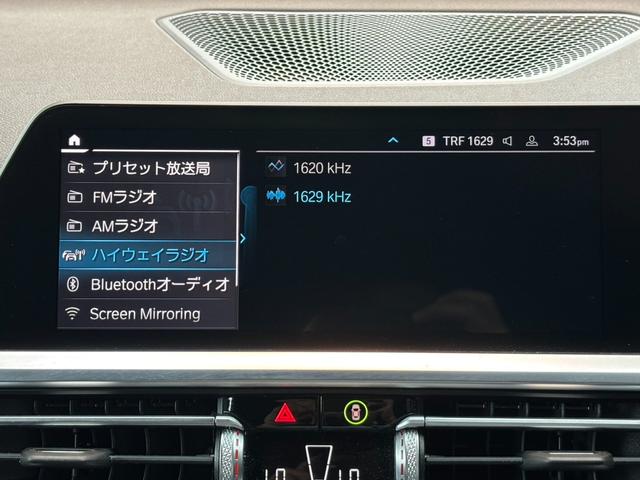 5 TRF 1629 3:53pm
プリセット放送局
FMラジオ
AMラジオ
ハイウェイラジオ
Bluetoothオーディオ
Screen Mirroring
1620 kHz
1629 kHz